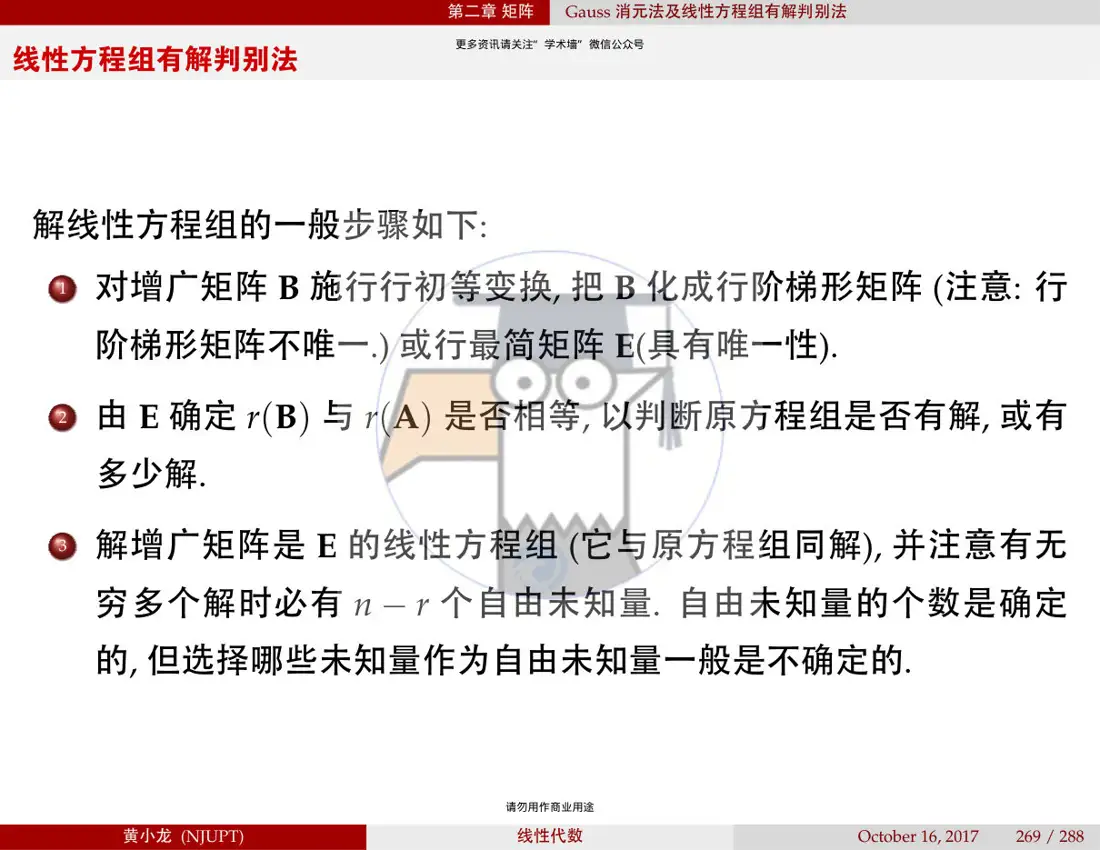 第二章 矩阵 Gauss 消元法及线性方程组有解判别法
更多资讯请关注“学术墙”微信公众号
线性方程组有解判别法
解线性方程组的一般步骤如下:
1 对增广矩阵 B 施行行初等变换, 把 B 化成行阶梯形矩阵 (注意: 行
阶梯形矩阵不唯一.) 或行最简矩阵 E(具有唯一性).
2 由 E 确定 r(B) 与 r(A) 是否相等, 以判断原方程组是否有解, 或有
多少解.
3 解增广矩阵是 E 的线性方程组 (它与原方程组同解), 并注意有无
穷多个解时必有 n − r 个自由未知量. 自由未知量的个数是确定
的, 但选择哪些未知量作为自由未知量一般是不确定的.
请勿用作商业用途
黄小龙 (NJUPT) 线性代数 October 16, 2017 269 / 288